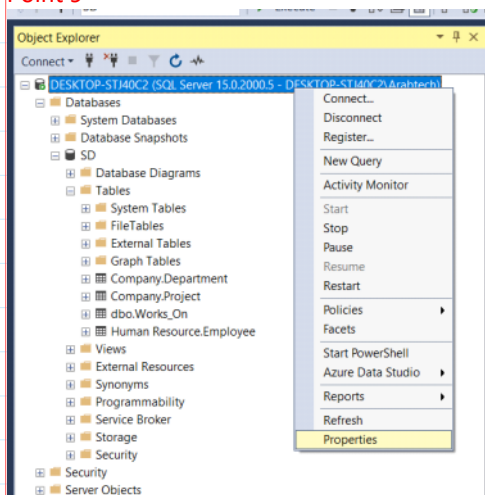 SD
Execute
Object Explorer
Connect
DESKTOP-STJ40C2 (SQL Server 15.0.2000.5 - DESKTOP-STJ40C2\Arabtech)
Databases
System Databases
Database Snapshots
SD
Database Diagrams
Tables
System Tables
FileTables
External Tables
Graph Tables
Company.Department
Company.Project
dbo.Works_On
Human Resource.Employee
Views
External Resources
Synonyms
Programmability
Service Broker
Storage
Security
Security
Server Objects
Connect...
Disconnect
Register...
New Query
Activity Monitor
Start
Stop
Pause
Resume
Restart
Policies
Facets
Start PowerShell
Azure Data Studio
Reports
Refresh
Properties